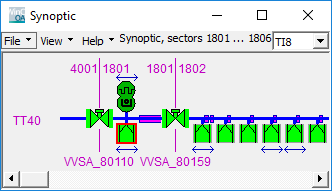 Synoptic
File View Help Synoptic, sectors 1801 ... 1806 TI8
4001 1801 1801 1802
TT40
VVSA_80110 VVSA_80159